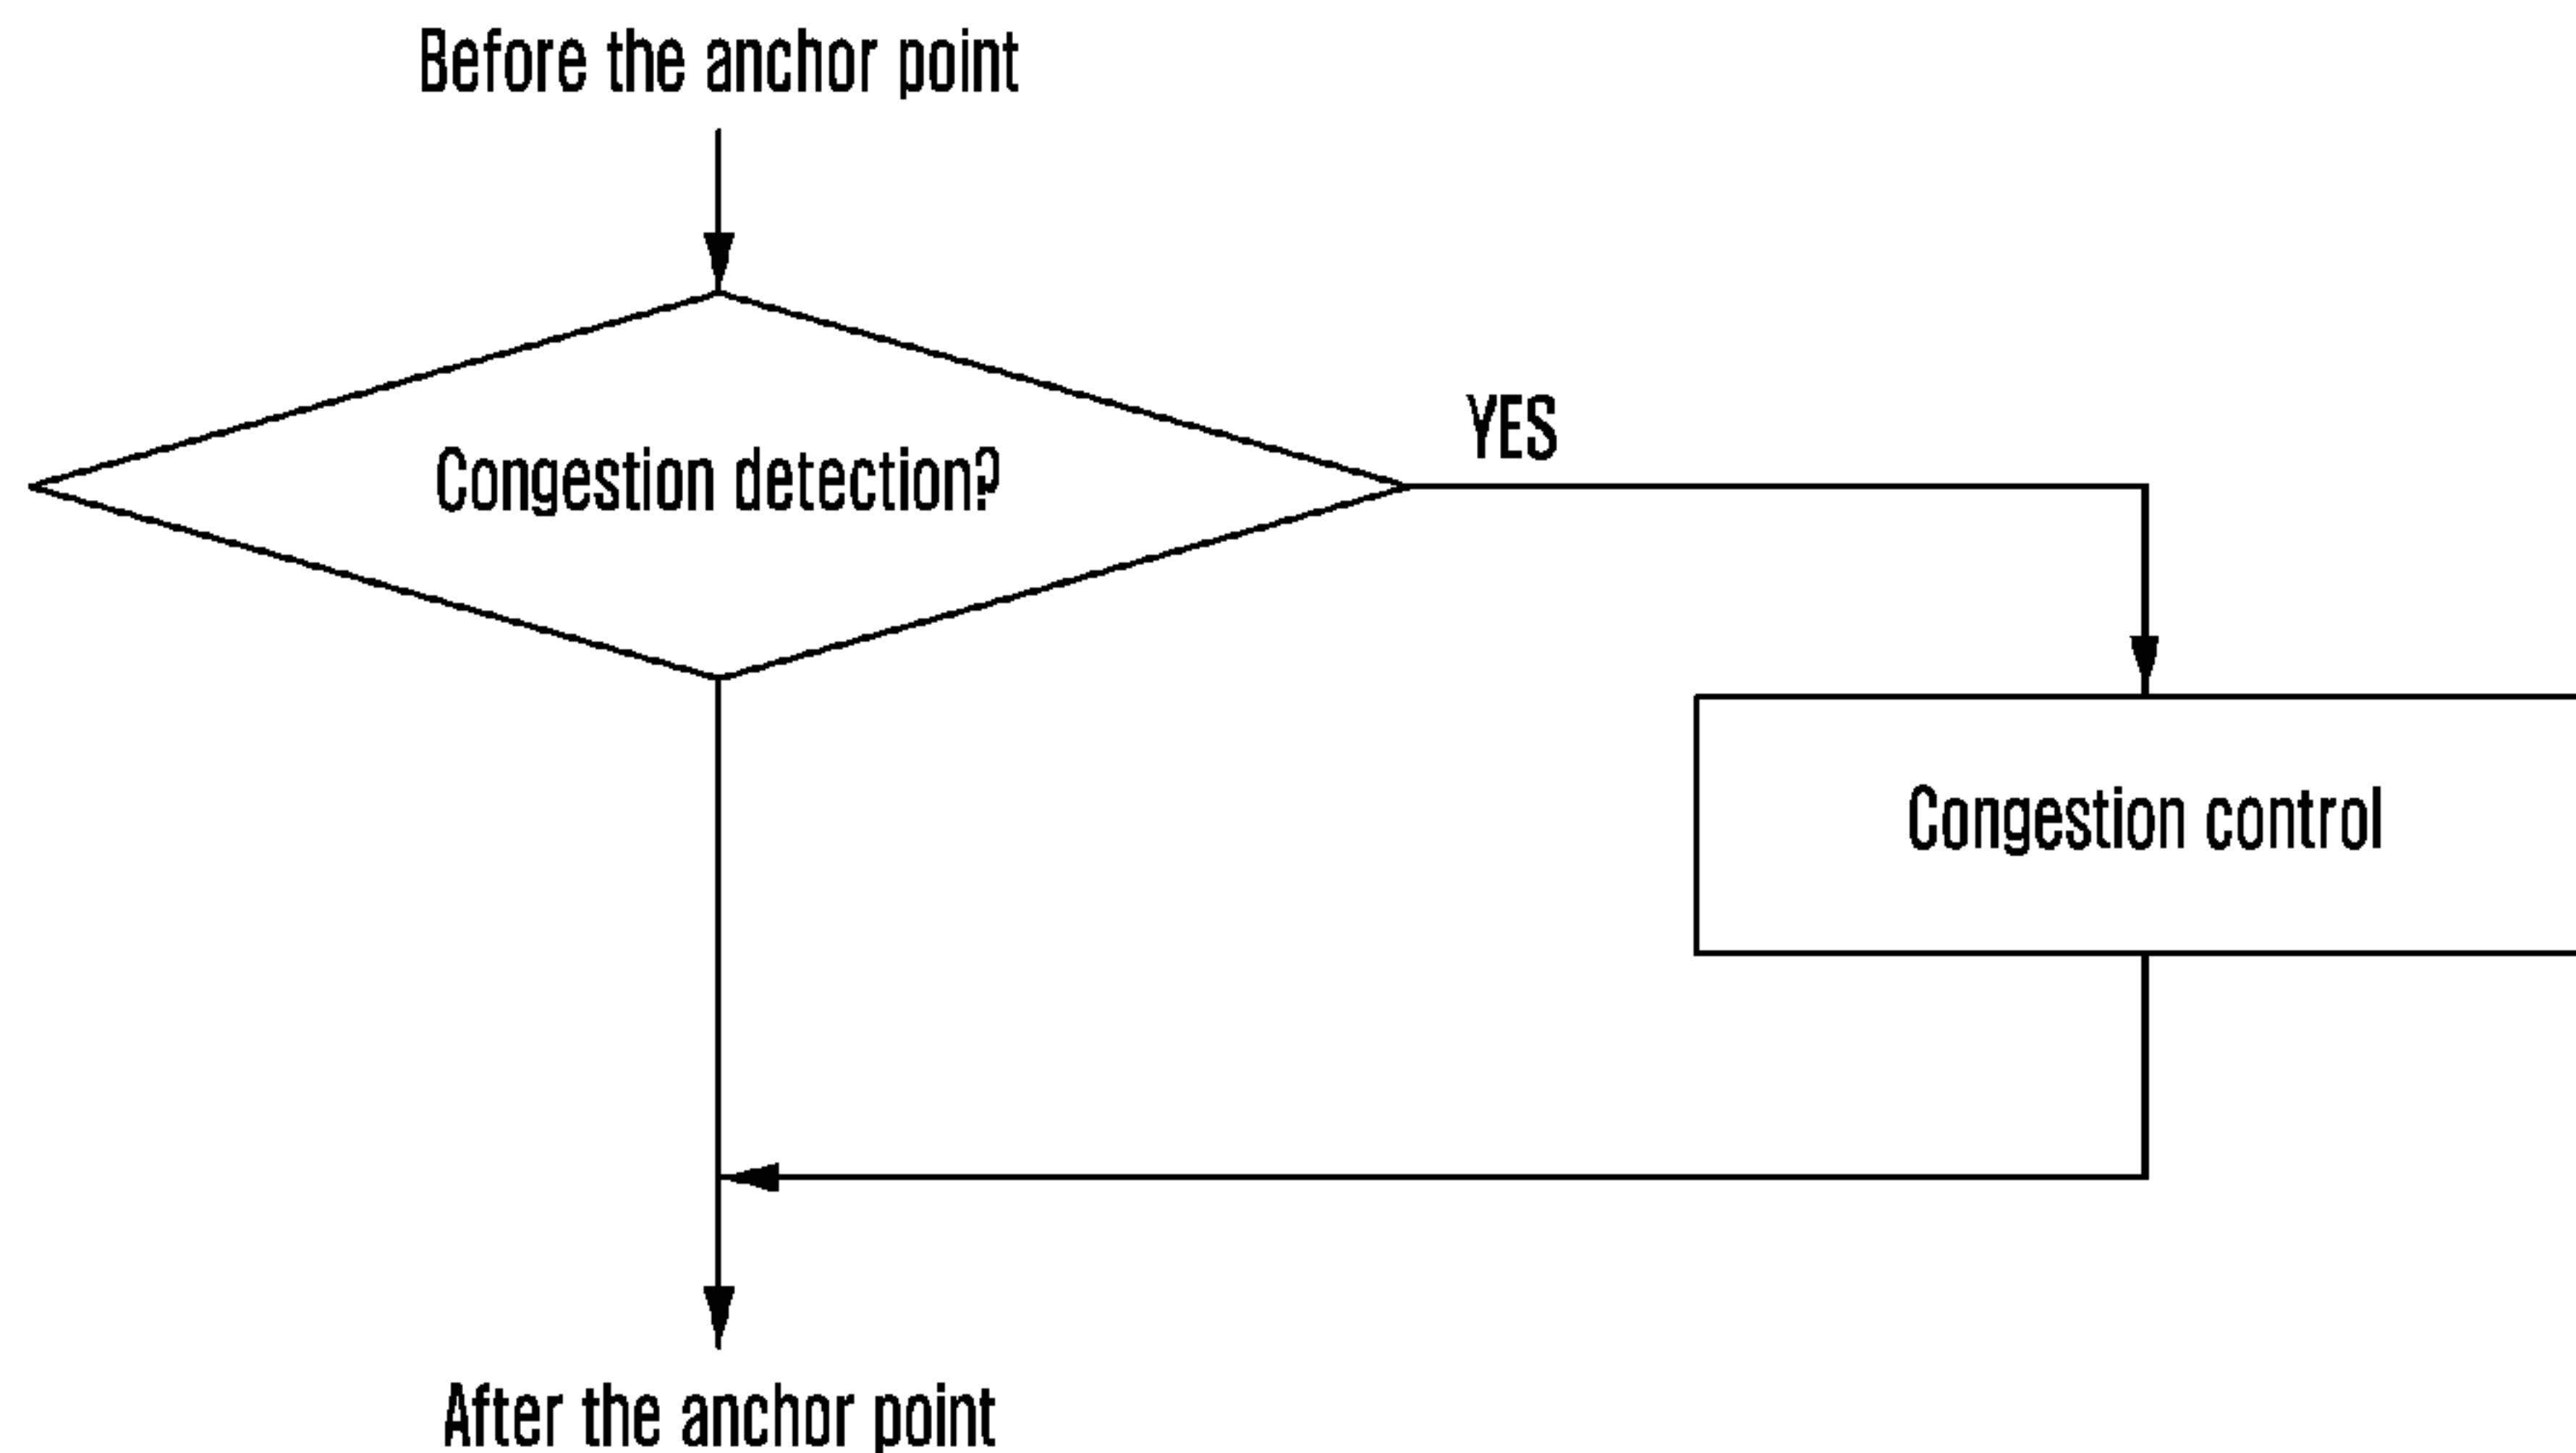 Before the anchor point
YES
Congestion detection?
Congestion control
After the anchor point